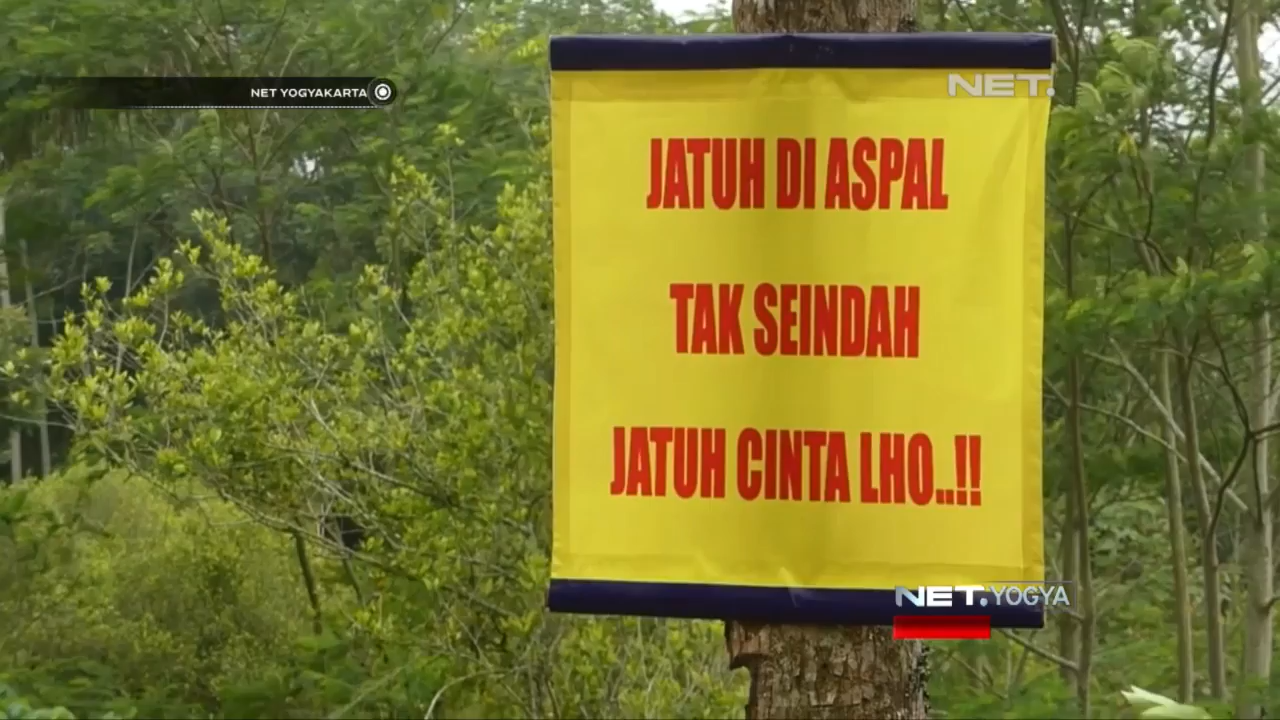 NET YOGYAKARTA
NET.
JATUH DI ASPAL
TAK SEINDAH
JATUH CINTA LHO..!!
NET.YOGYA